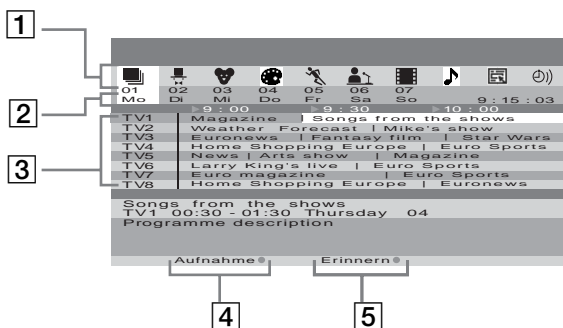 1
01 02 03 04 05 06 07
2 Mo Di Mi Do Fr Sa So 9 : 15 : 03
9 : 00 9 : 30 10 : 00
TV1 Magazine | Songs from the shows
TV2 Weather Forecast | Mike's show
TV3 Euronews | Fantasy film | Star Wars
TV4 Home Shopping Europe | Euro Sports
3 TV5 News | Arts show | Magazine
TV6 Larry King's live | Euro Sports
TV7 Euro magazine | Euro Sports
TV8 Home Shopping Europe | Euronews
Songs from the shows
TV1 00:30 - 01:30 Thursday 04
Programme description
Aufnahme Erinnern
4 5